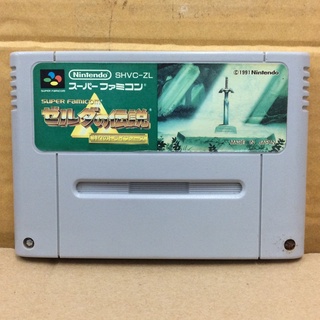 Nintendo SHVC-ZL
スーパーファミコン
SUPER Famicom
ゼルダの伝説
©1991 Nintendo
MADE IN JAPAN